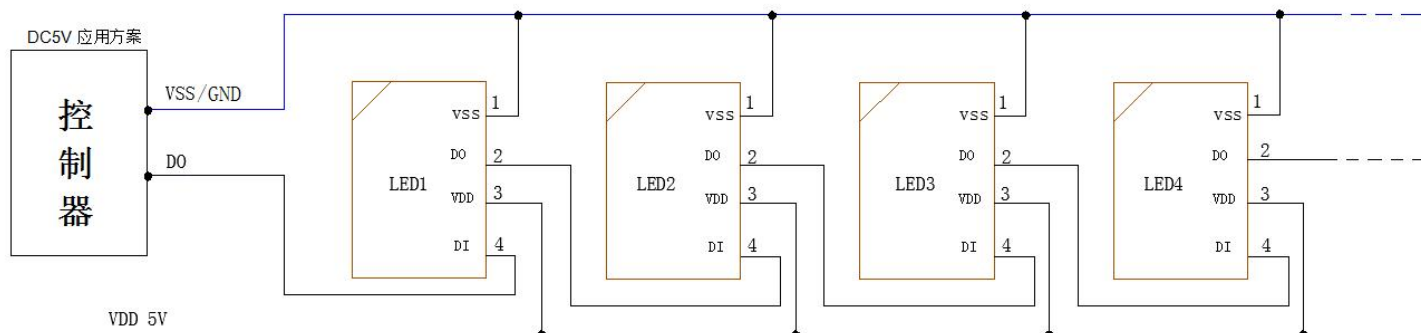 DC5V 应用方案
控制器
VSS/GND
DO
VDD 5V
LED1
VSS 1
DO 2
VDD 3
DI 4
LED2
VSS 1
DO 2
VDD 3
DI 4
LED3
VSS 1
DO 2
VDD 3
DI 4
LED4
VSS 1
DO 2
VDD 3
DI 4